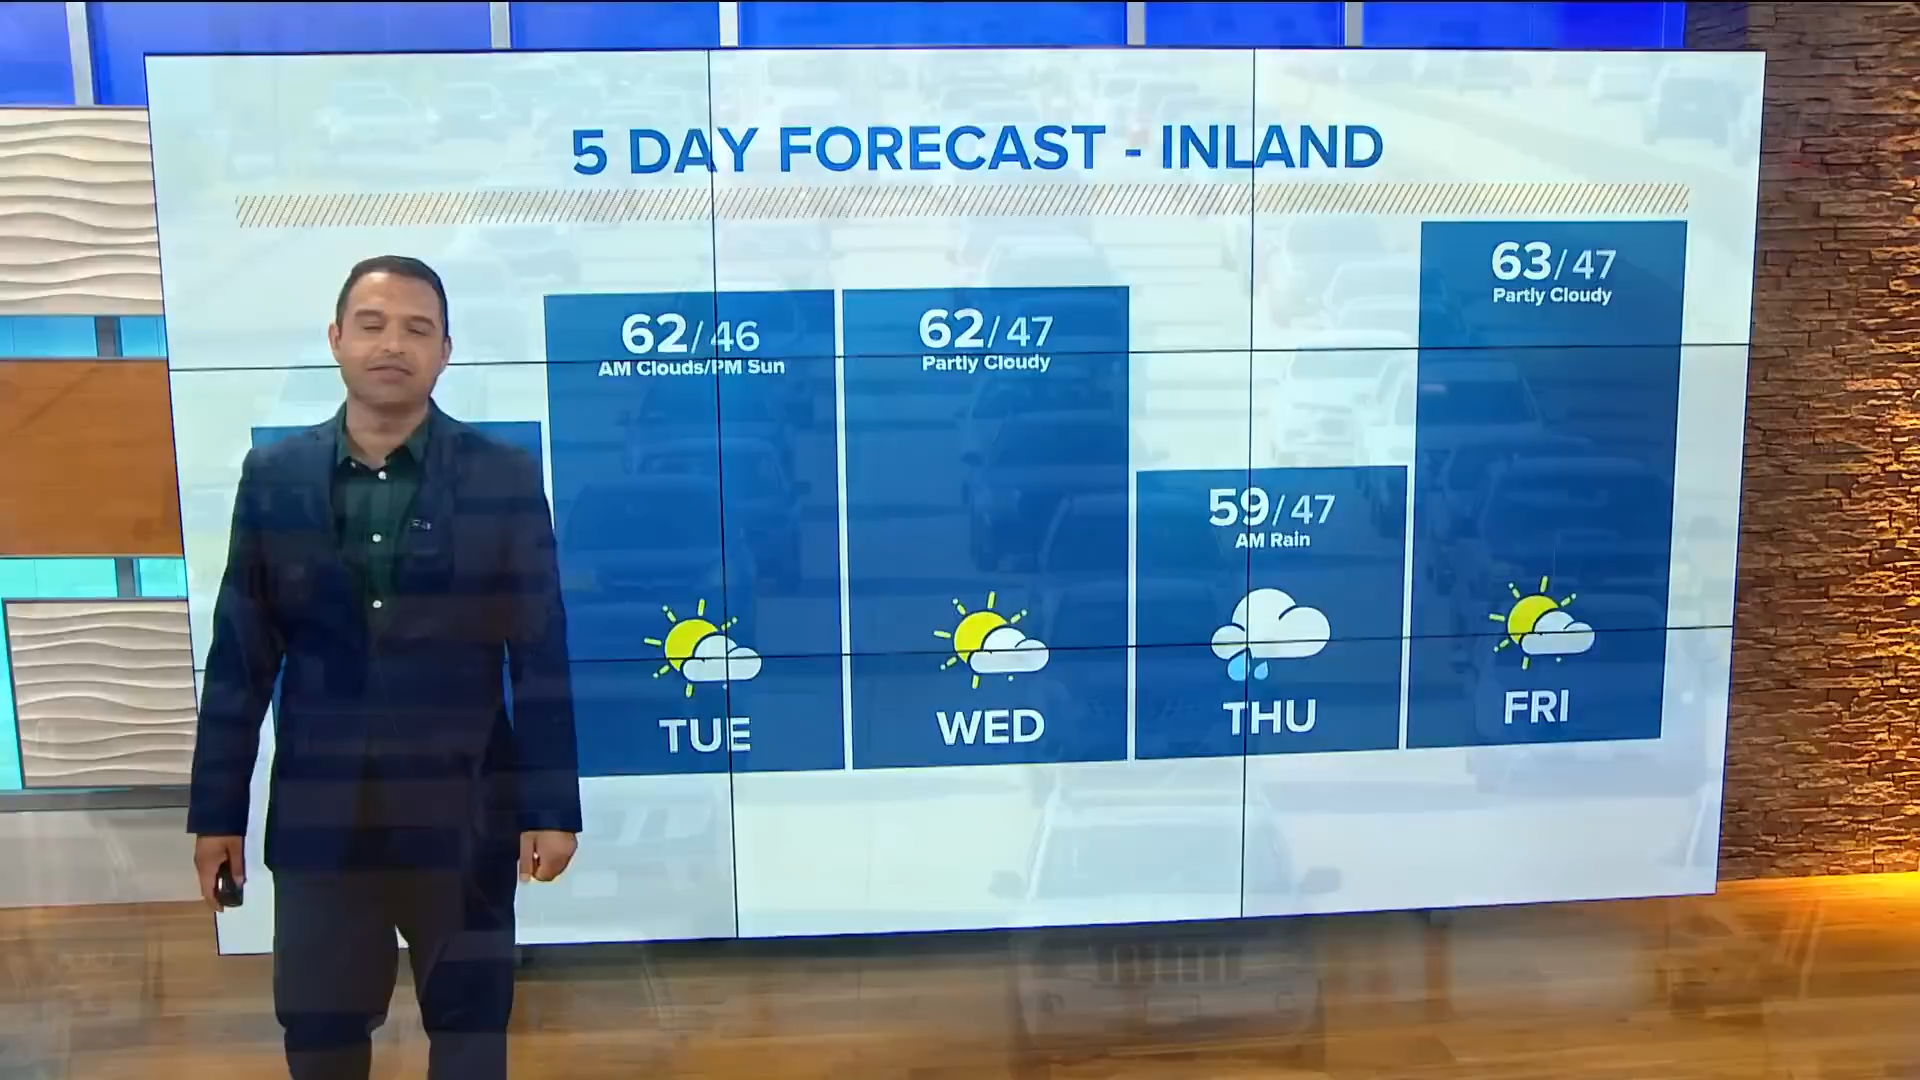 5 DAY FORECAST - INLAND
62/46
AM Clouds/PM Sun
TUE
62/47
Partly Cloudy
WED
59/47
AM Rain
THU
63/47
Partly Cloudy
FRI